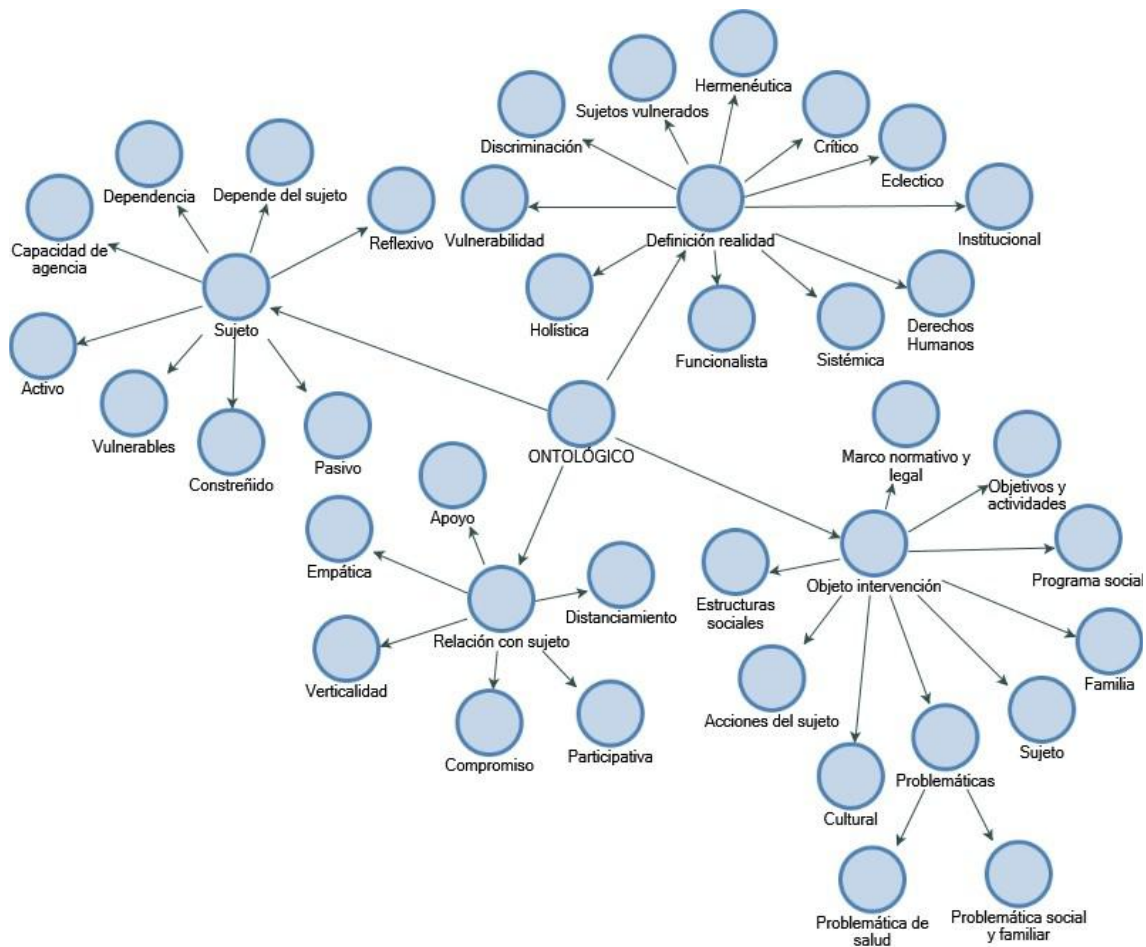 Hermenéutica
Sujetos vulnerados
Discriminación
Crítico
Eclectico
Dependencia
Depende del sujeto
Capacidad de
agencia
Reflexivo
Vulnerabilidad
Definición realidad
Institucional
Sujeto
Holística
Funcionalista
Sistémica
Derechos
Humanos
Activo
Vulnerables
Constreñido
Pasivo
ONTOLÓGICO
Marco normativo y
legal
Objetivos y
actividades
Apoyo
Empática
Distanciamiento
Relación con sujeto
Verticalidad
Compromiso
Participativa
Objeto intervención
Programa social
Estructuras
sociales
Familia
Acciones del sujeto
Sujeto
Problemáticas
Cultural
Problemática de
salud
Problemática social
y familiar